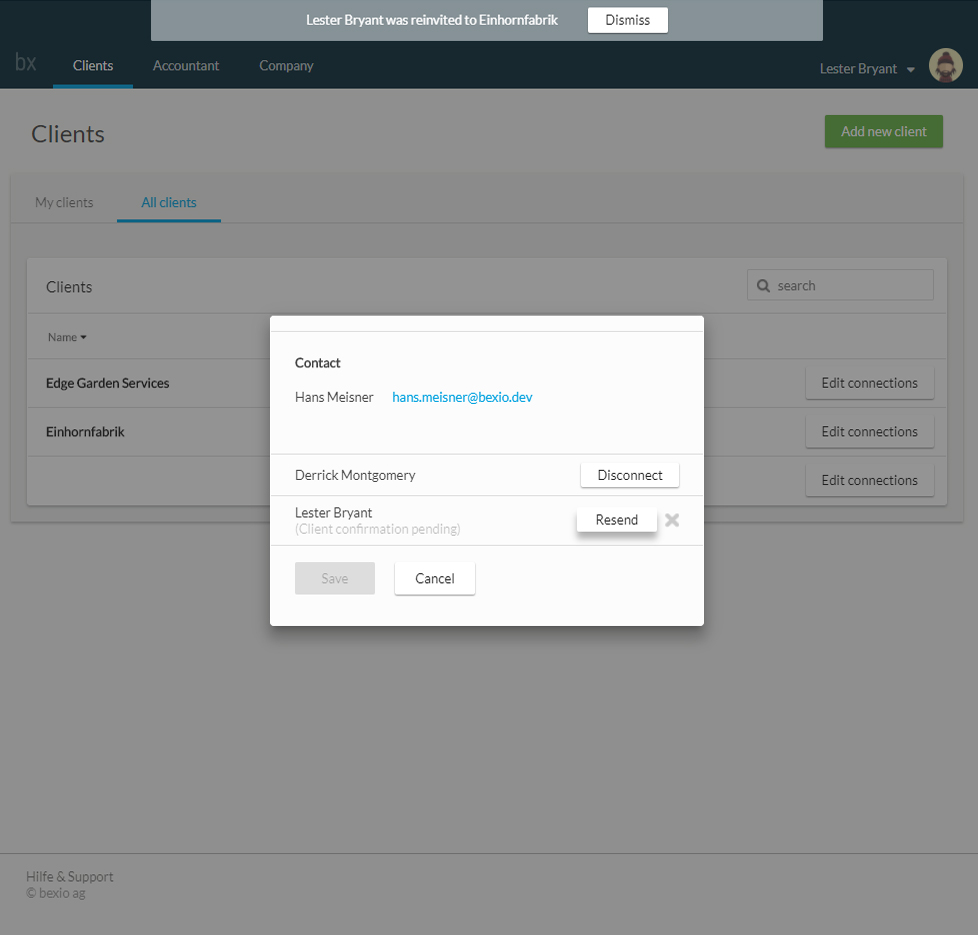 Lester Bryant was reinvited to Einhornfabrik Dismiss
bx Clients Accountant Company Lester Bryant
Clients Add new client
My clients All clients
Clients search
Name
Edge Garden Services Edit connections
Einhornfabrik Edit connections
Edit connections
Contact
Hans Meisner hans.meisner@bexio.dev
Derrick Montgomery Disconnect
Lester Bryant Resend
(Client confirmation pending)
Save Cancel
Hilfe & Support
© bexio ag